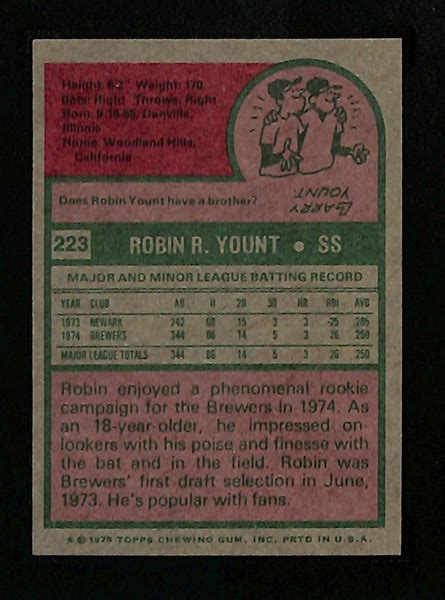 Height: 6'2" Weight: 170
Bats: Right Throws: Right
Born: 9-16-55, Danville,
Illinois
Home: Woodland Hills,
California
Does Robin Yount have a brother?
LARRY
YOUNT
223 ROBIN R. YOUNT • SS
MAJOR AND MINOR LEAGUE BATTING RECORD
YEAR CLUB AB H 2B 3B HR RBI AVG
1973 NEWARK 242 69 15 3 3 25 285
1974 BREWERS 344 86 14 5 3 26 250
MAJOR LEAGUE TOTALS 344 86 14 5 3 26 250
Robin enjoyed a phenomenal rookie
campaign for the Brewers in 1974. As
an 18-year-older, he impressed on-
lookers with his poise and finesse with
the bat and in the field. Robin was
Brewers' first draft selection in June,
1973. He's popular with fans.
© 1975 TOPPS CHEWING GUM, INC. PRTD IN U.S.A.